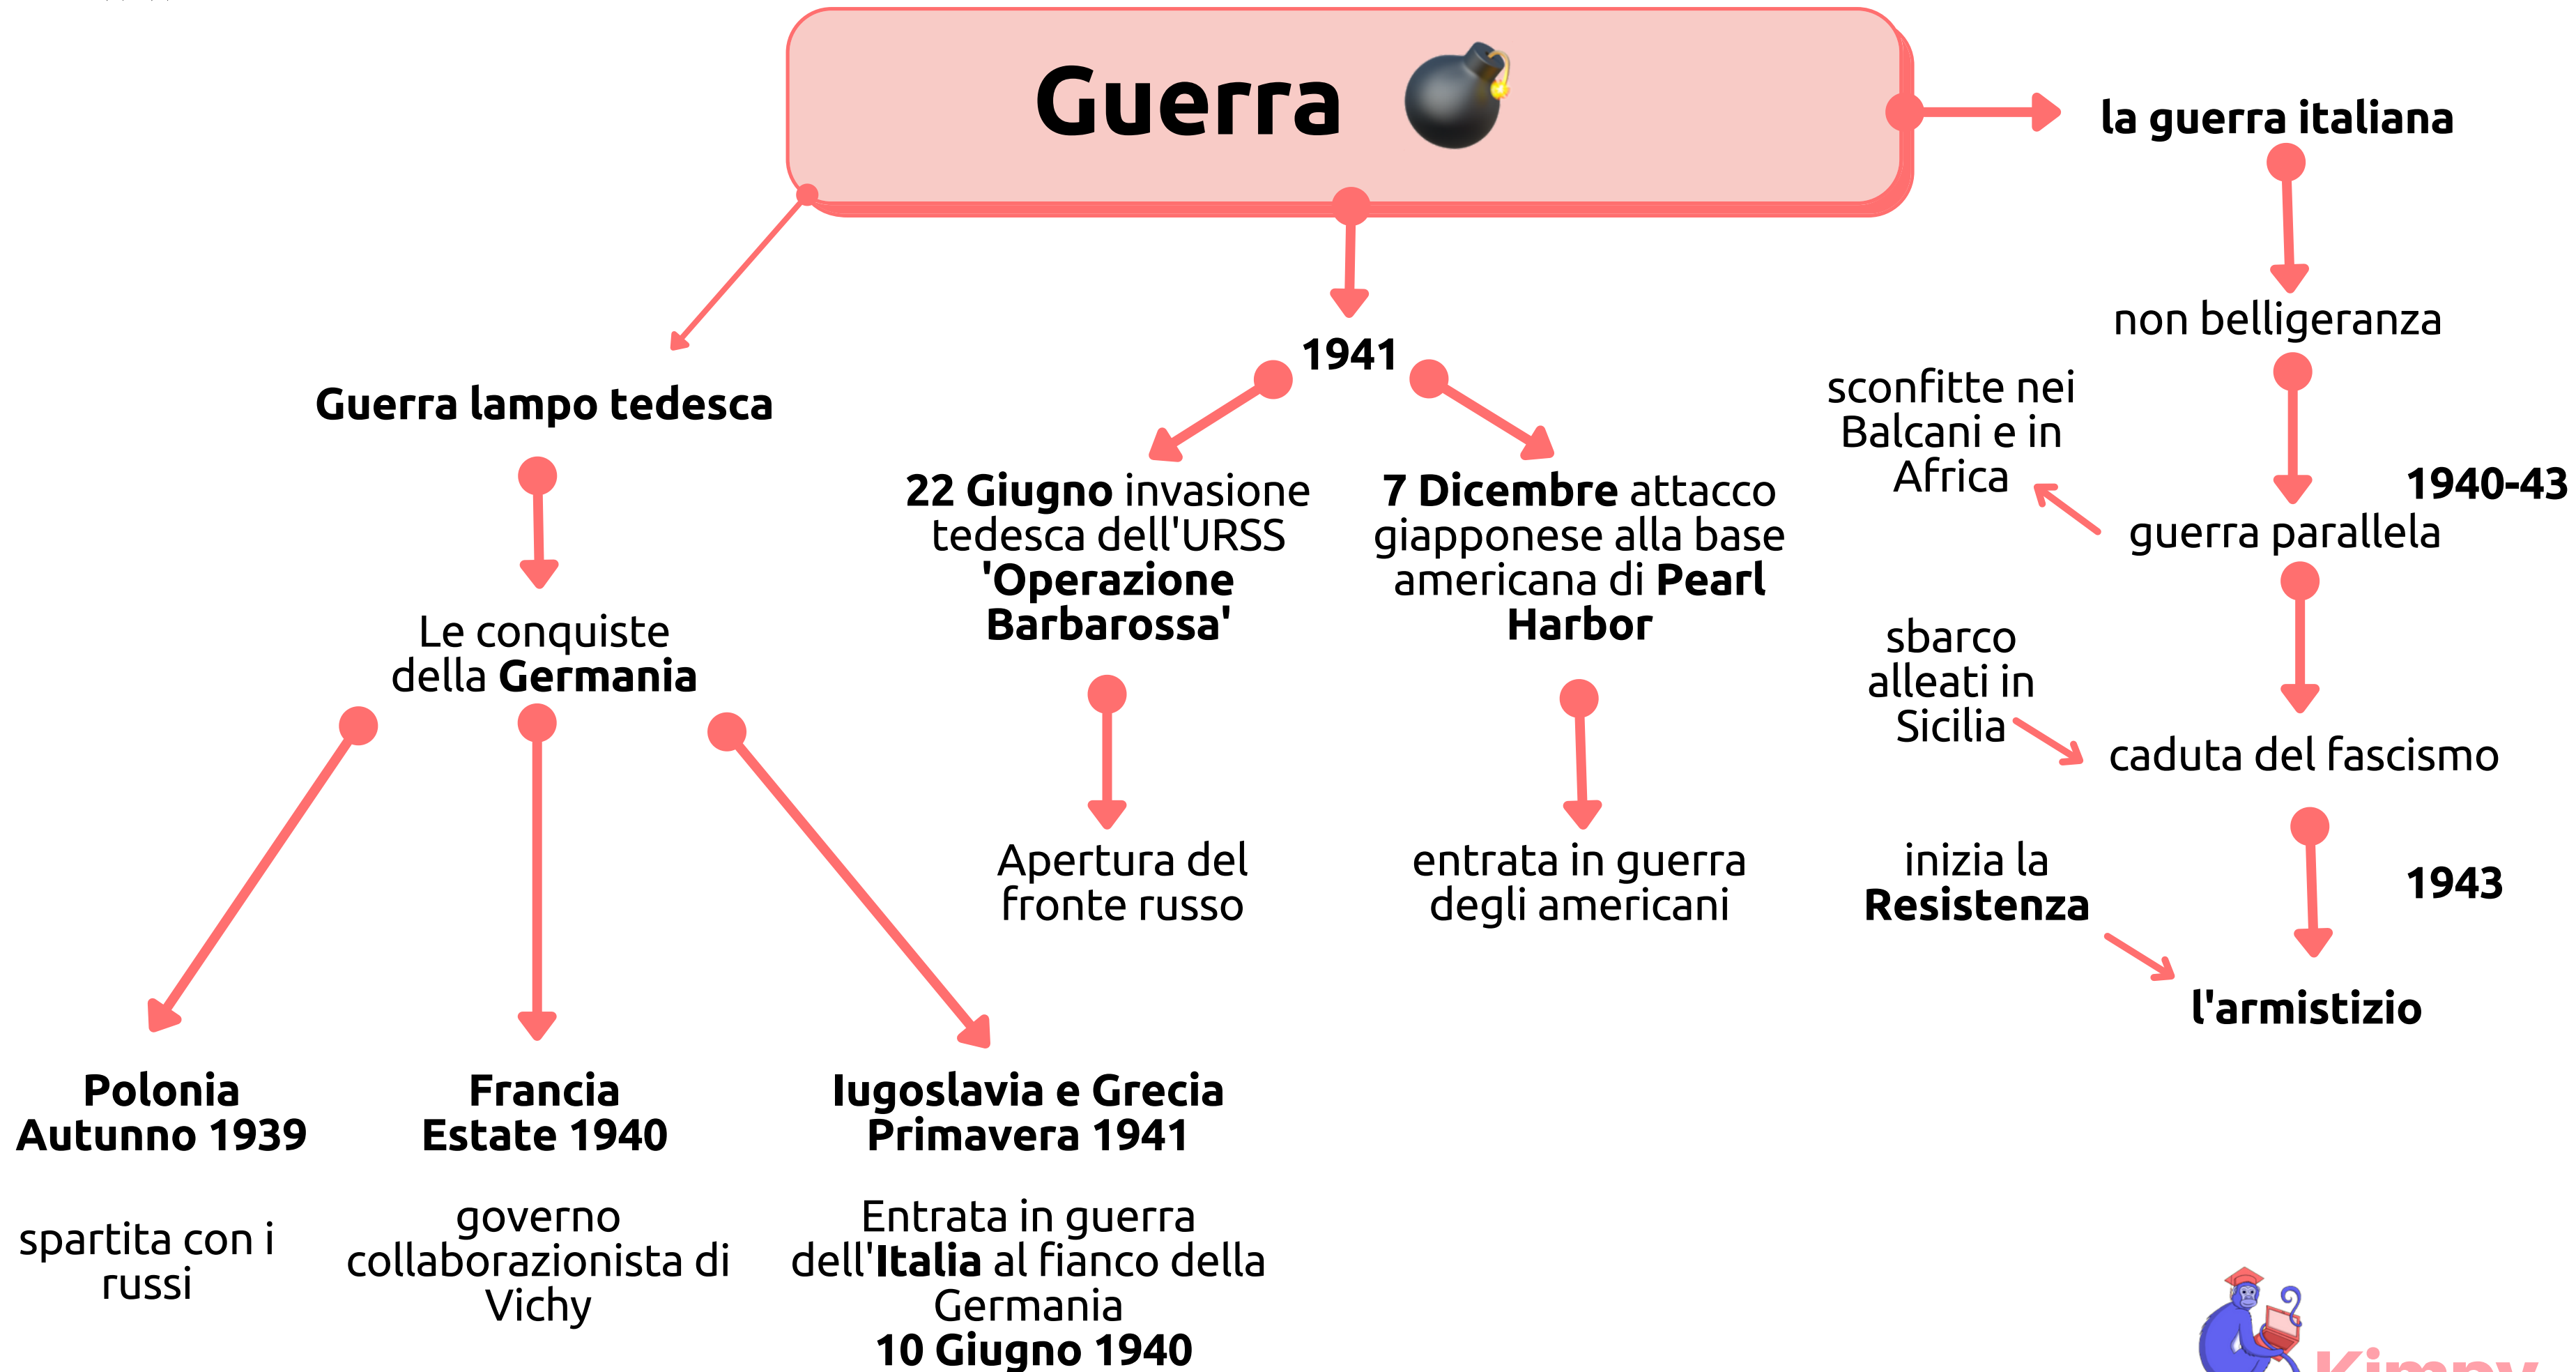 Guerra
la guerra italiana
non belligeranza
1941
Guerra lampo tedesca
sconfitte nei
Balcani e in
Africa
1940-43
guerra parallela
22 Giugno invasione
tedesca dell'URSS
'Operazione
Barbarossa'
7 Dicembre attacco
giapponese alla base
americana di Pearl
Harbor
Le conquiste
della Germania
sbarco
alleati in
Sicilia
caduta del fascismo
Apertura del
fronte russo
entrata in guerra
degli americani
inizia la
Resistenza
1943
l'armistizio
Polonia
Autunno 1939
spartita con i
russi
Francia
Estate 1940
governo
collaborazionista di
Vichy
Iugoslavia e Grecia
Primavera 1941
Entrata in guerra
dell'Italia al fianco della
Germania
10 Giugno 1940